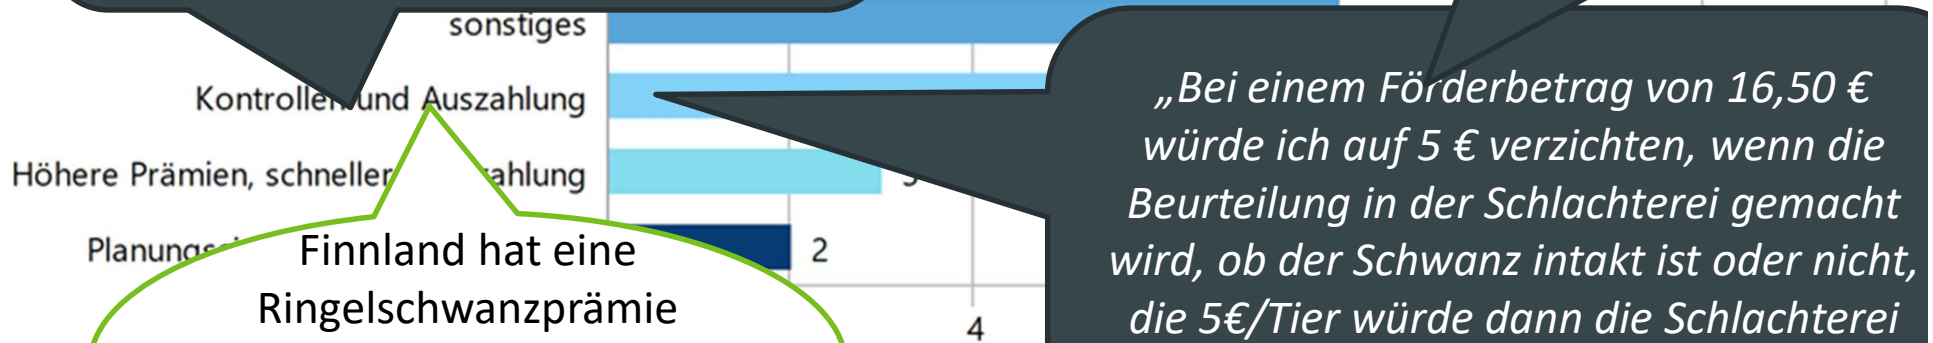 sonstiges
Kontrollen und Auszahlung
Höhere Prämien, schneller
Finnland hat eine
Ringelschwanzprämie
2
4
„Bei einem Förderbetrag von 16,50 €
würde ich auf 5 € verzichten, wenn die
Beurteilung in der Schlachterei gemacht
wird, ob der Schwanz intakt ist oder nicht,
die 5€/Tier würde dann die Schlachterei